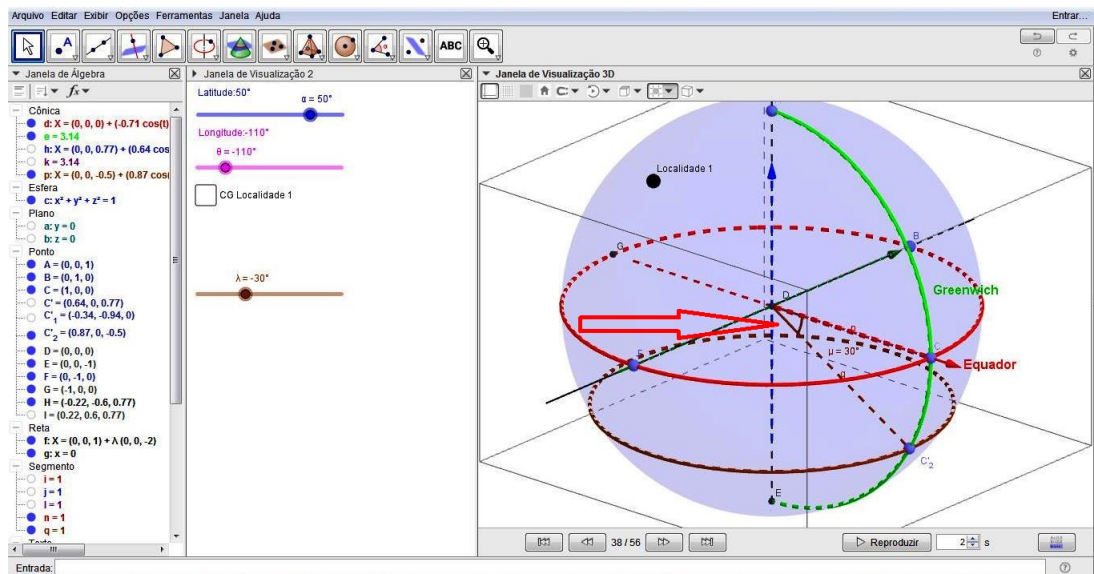 Arquivo Editar Exibir Opções Ferramentas Janela Ajuda
Entrar...
A
ABC
Janela de Álgebra
Janela de Visualização 2
Janela de Visualização 3D
Cônica
d: X = (0, 0, 0) + (-0.71 cos(t)
e = 3.14
h: X = (0, 0, 0.77) + (0.64 cos
k = 3.14
p: X = (0, 0, -0.5) + (0.87 cos(
Esfera
c: x² + y² + z² = 1
Plano
a: y = 0
b: z = 0
Ponto
A = (0, 0, 1)
B = (0, 1, 0)
C = (1, 0, 0)
C' = (0.64, 0, 0.77)
C'₁ = (-0.34, -0.94, 0)
C'₂ = (0.87, 0, -0.5)
D = (0, 0, 0)
E = (0, 0, -1)
F = (0, -1, 0)
G = (-1, 0, 0)
H = (-0.22, -0.6, 0.77)
I = (0.22, 0.6, 0.77)
Reta
f: X = (0, 0, 1) + λ (0, 0, -2)
g: x = 0
Segmento
i = 1
j = 1
l = 1
n = 1
q = 1
Texto
Latitude:50°
α = 50°
Longitude:-110°
θ = -110°
CG Localidade 1
λ = -30°
Localidade 1
G
B
D
Greenwich
n
μ = 30°
C
F
Equador
q
C'₂
E
38 / 56
Reproduzir
2
s
Entrada: